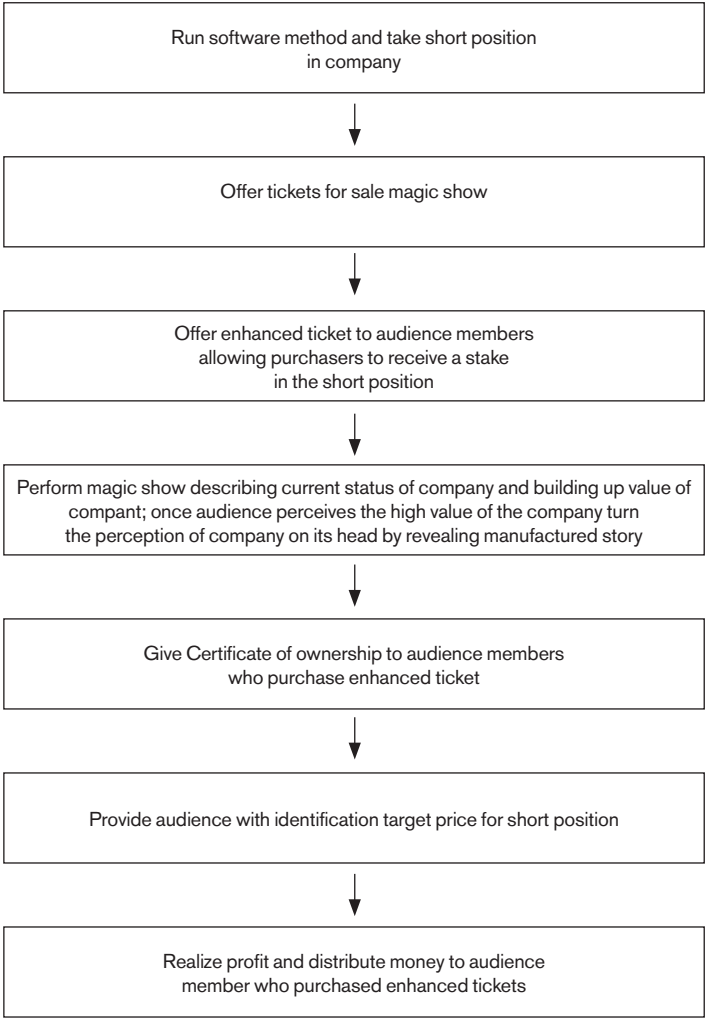 Run software method and take short position
in company
Offer tickets for sale magic show
Offer enhanced ticket to audience members
allowing purchasers to receive a stake
in the short position
Perform magic show describing current status of company and building up value of
compant; once audience perceives the high value of the company turn
the perception of company on its head by revealing manufactured story
Give Certificate of ownership to audience members
who purchase enhanced ticket
Provide audience with identification target price for short position
Realize profit and distribute money to audience
member who purchased enhanced tickets